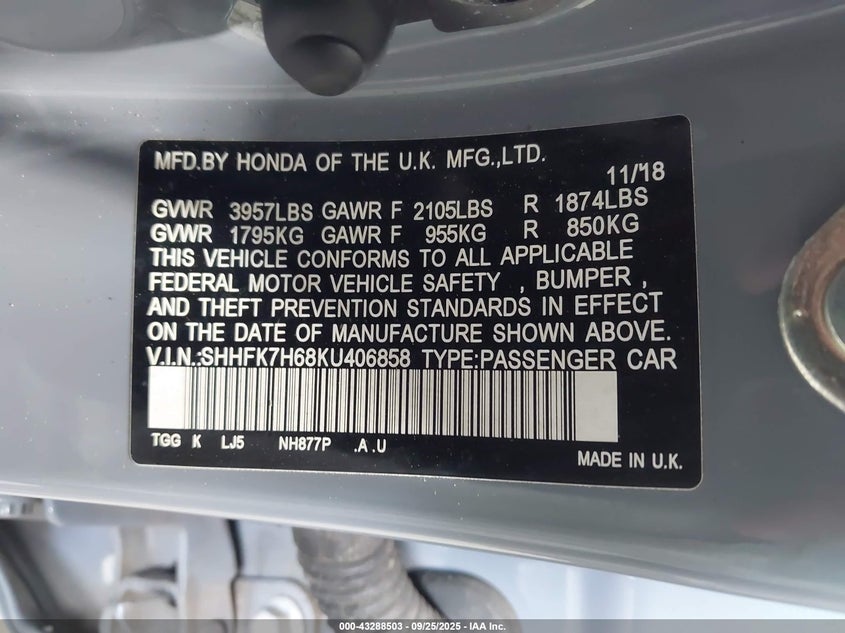 MFD.BY HONDA OF THE U.K. MFG.,LTD.
11/18
GVWR 3957LBS GAWR F 2105LBS R 1874LBS
GVWR 1795KG GAWR F 955KG R 850KG
THIS VEHICLE CONFORMS TO ALL APPLICABLE
FEDERAL MOTOR VEHICLE SAFETY , BUMPER ,
AND THEFT PREVENTION STANDARDS IN EFFECT
ON THE DATE OF MANUFACTURE SHOWN ABOVE.
V.I.N.:SHHFK7H68KU406858 TYPE:PASSENGER CAR
TGG K LJ5 NH877P .A .U
MADE IN U.K.
000-43288503 - 09/25/2025 - IAA Inc.